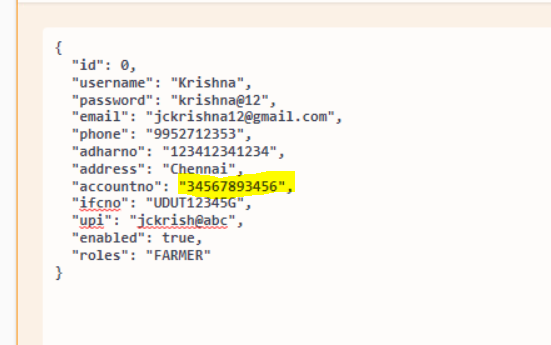 {
"id": 0,
"username": "Krishna",
"password": "krishna@12",
"email": "jckrishna12@gmail.com",
"phone": "9952712353",
"adharno": "123412341234",
"address": "Chennai",
"accountno": "34567893456",
"ifcno": "UDUT12345G",
"upi": "jckrish@abc",
"enabled": true,
"roles": "FARMER"
}